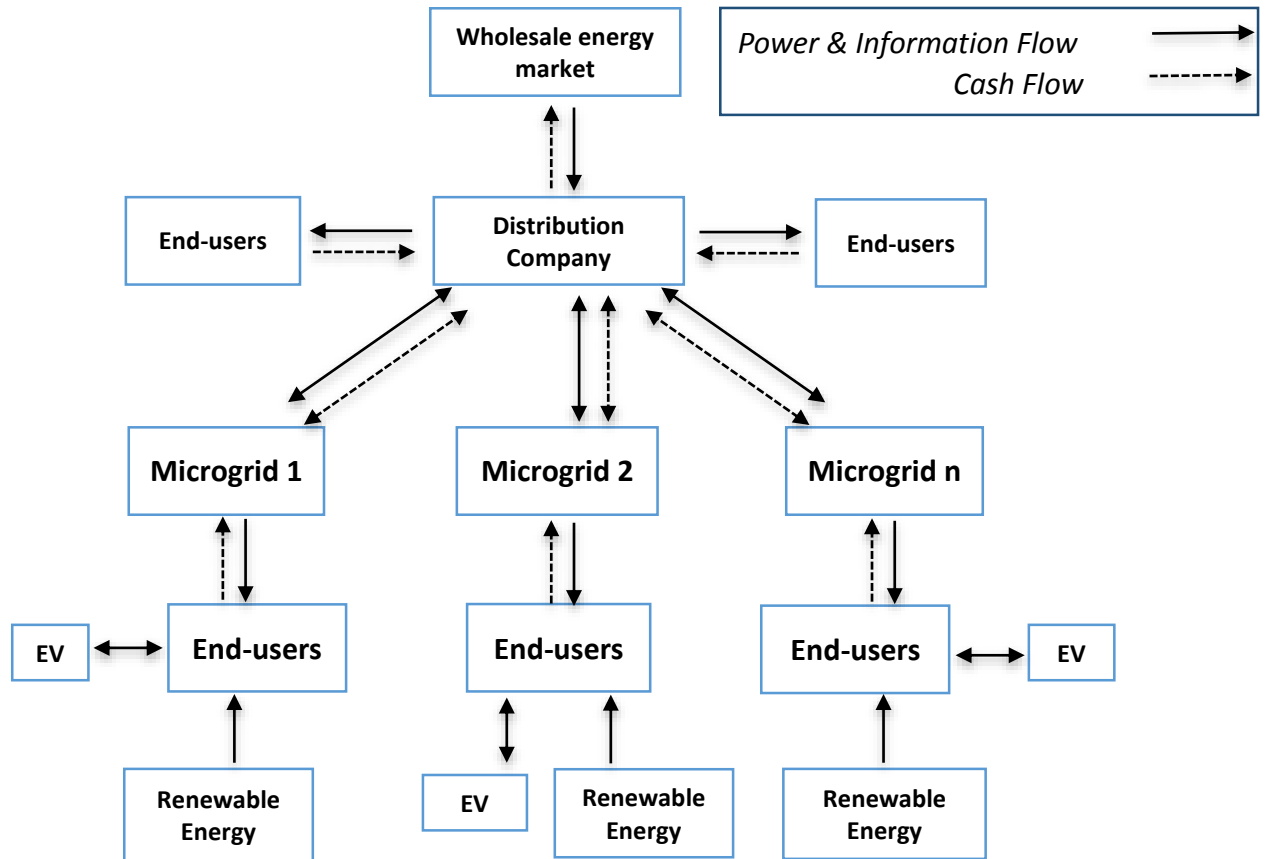 Wholesale energy
market
Power & Information Flow
Cash Flow
End-users
Distribution
Company
End-users
Microgrid 1
Microgrid 2
Microgrid n
EV
End-users
End-users
End-users
EV
Renewable
Energy
EV
Renewable
Energy
Renewable
Energy